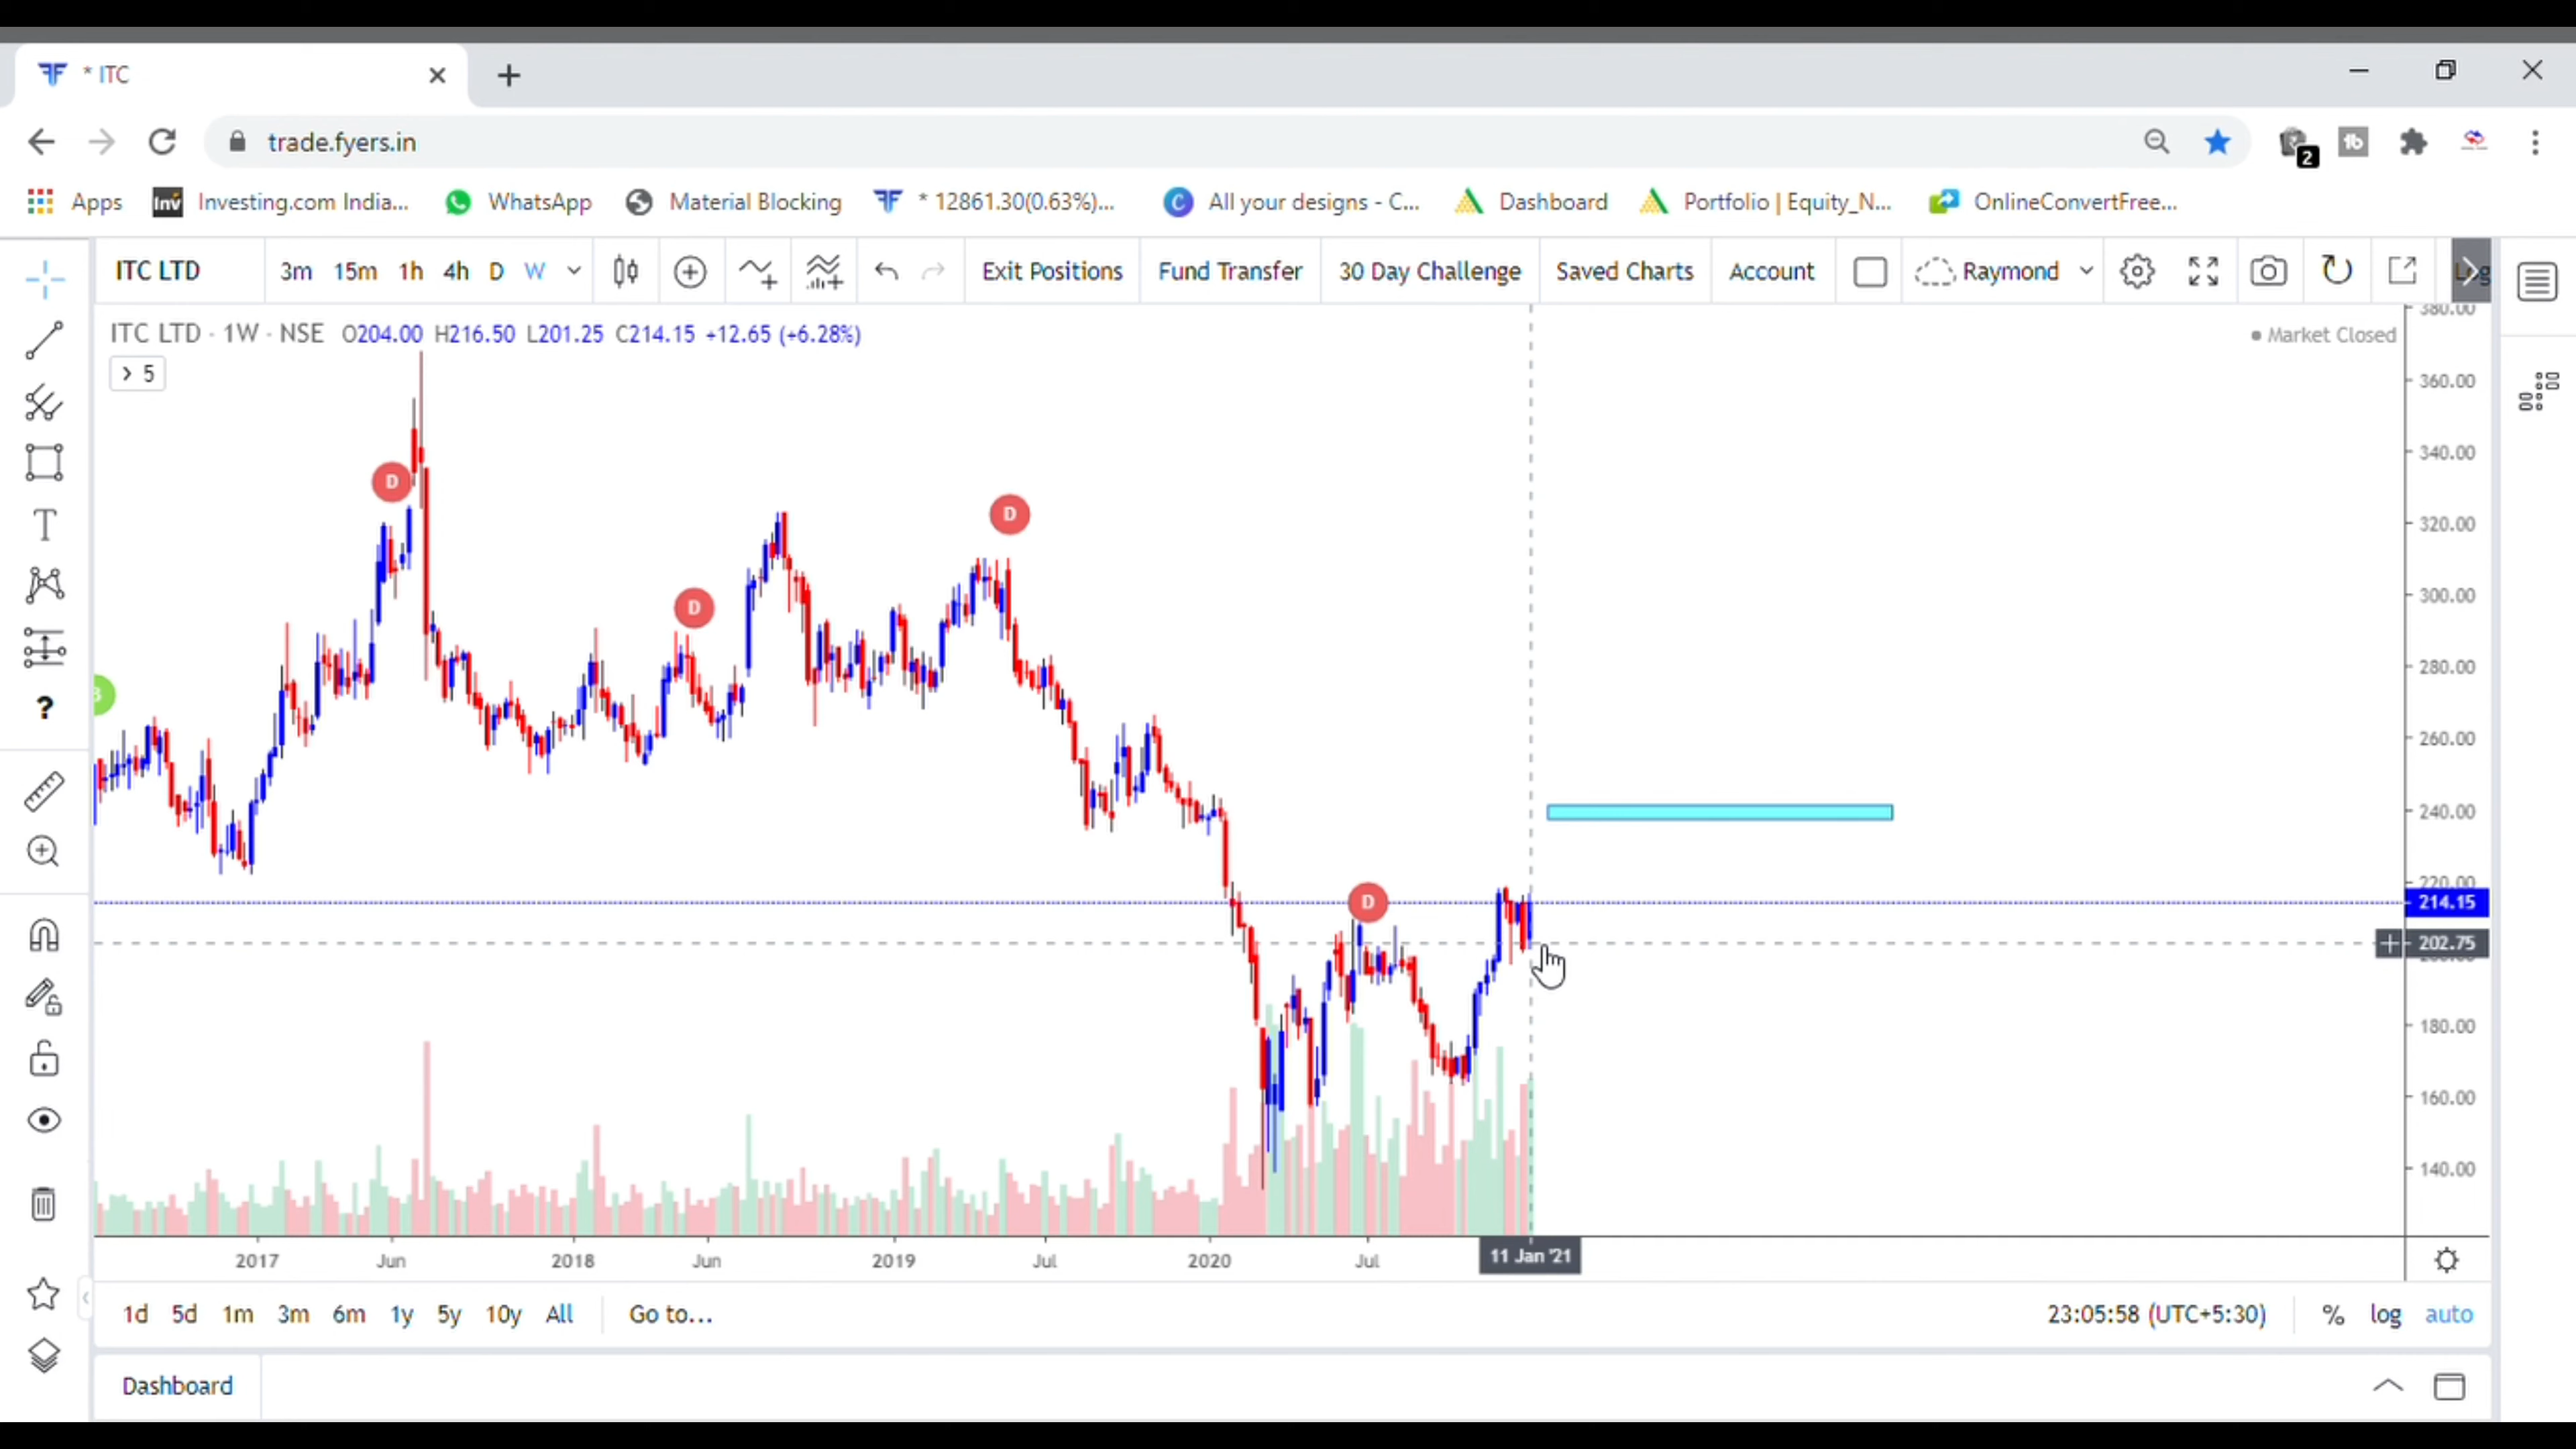 * ITC
trade.fyers.in
2
Apps Investing.com India... WhatsApp Material Blocking * 12861.30(0.63%)... All your designs - C... Dashboard Portfolio | Equity_N... OnlineConvertFree...
ITC LTD 3m 15m 1h 4h D W Exit Positions Fund Transfer 30 Day Challenge Saved Charts Account Raymond
ITC LTD · 1W · NSE O204.00 H216.50 L201.25 C214.15 +12.65 (+6.28%)
Market Closed
5
380.00
360.00
340.00
320.00
300.00
280.00
260.00
240.00
220.00
214.15
202.75
180.00
160.00
140.00
D
D
D
D
2017 Jun 2018 Jun 2019 Jul 2020 Jul 11 Jan '21
1d 5d 1m 3m 6m 1y 5y 10y All Go to... 23:05:58 (UTC+5:30) % log auto
Dashboard